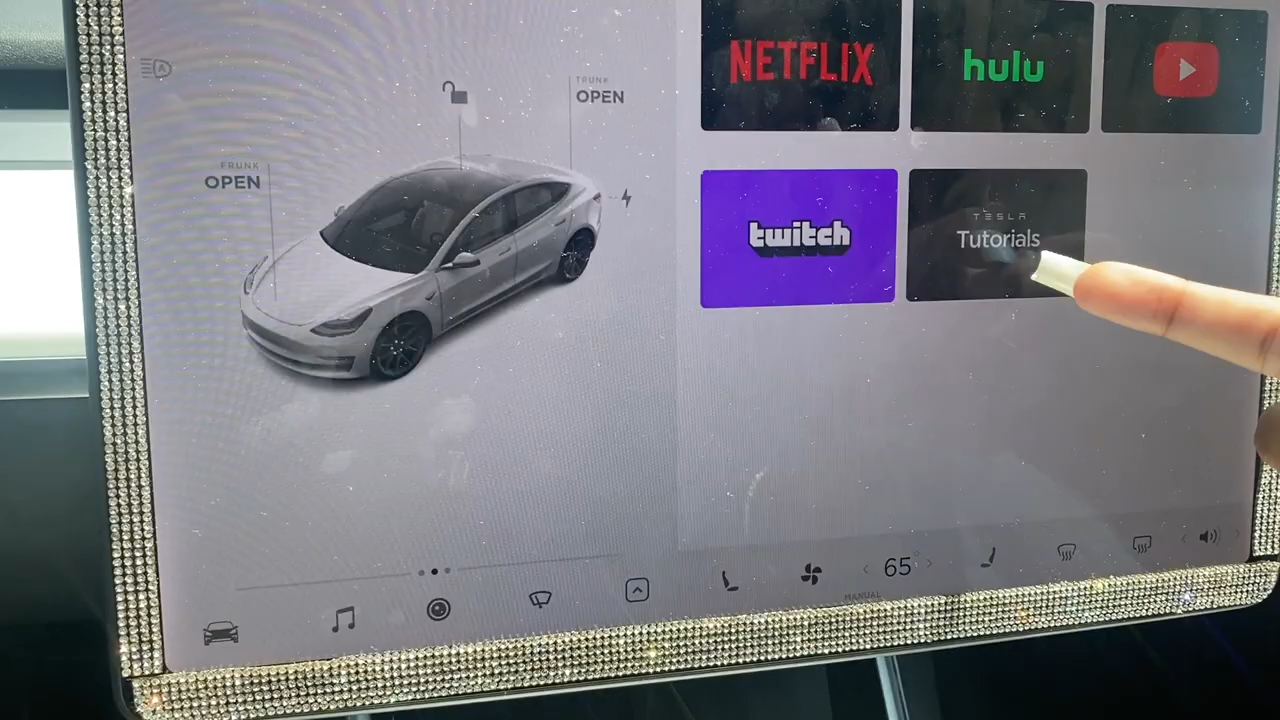 NETFLIX
hulu
TRUNK
OPEN
FRUNK
OPEN
twitch
TESLA
Tutorials
65°
MANUAL